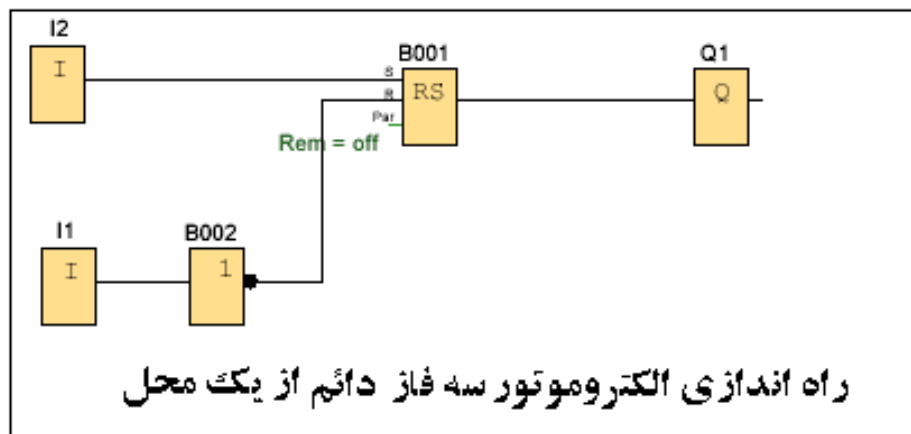 I2
I
B001
S
R
Par
RS
Rem = off
Q1
Q
I1
I
B002
1
راه اندازی الکتروموتور سه فاز دائم از یک محل